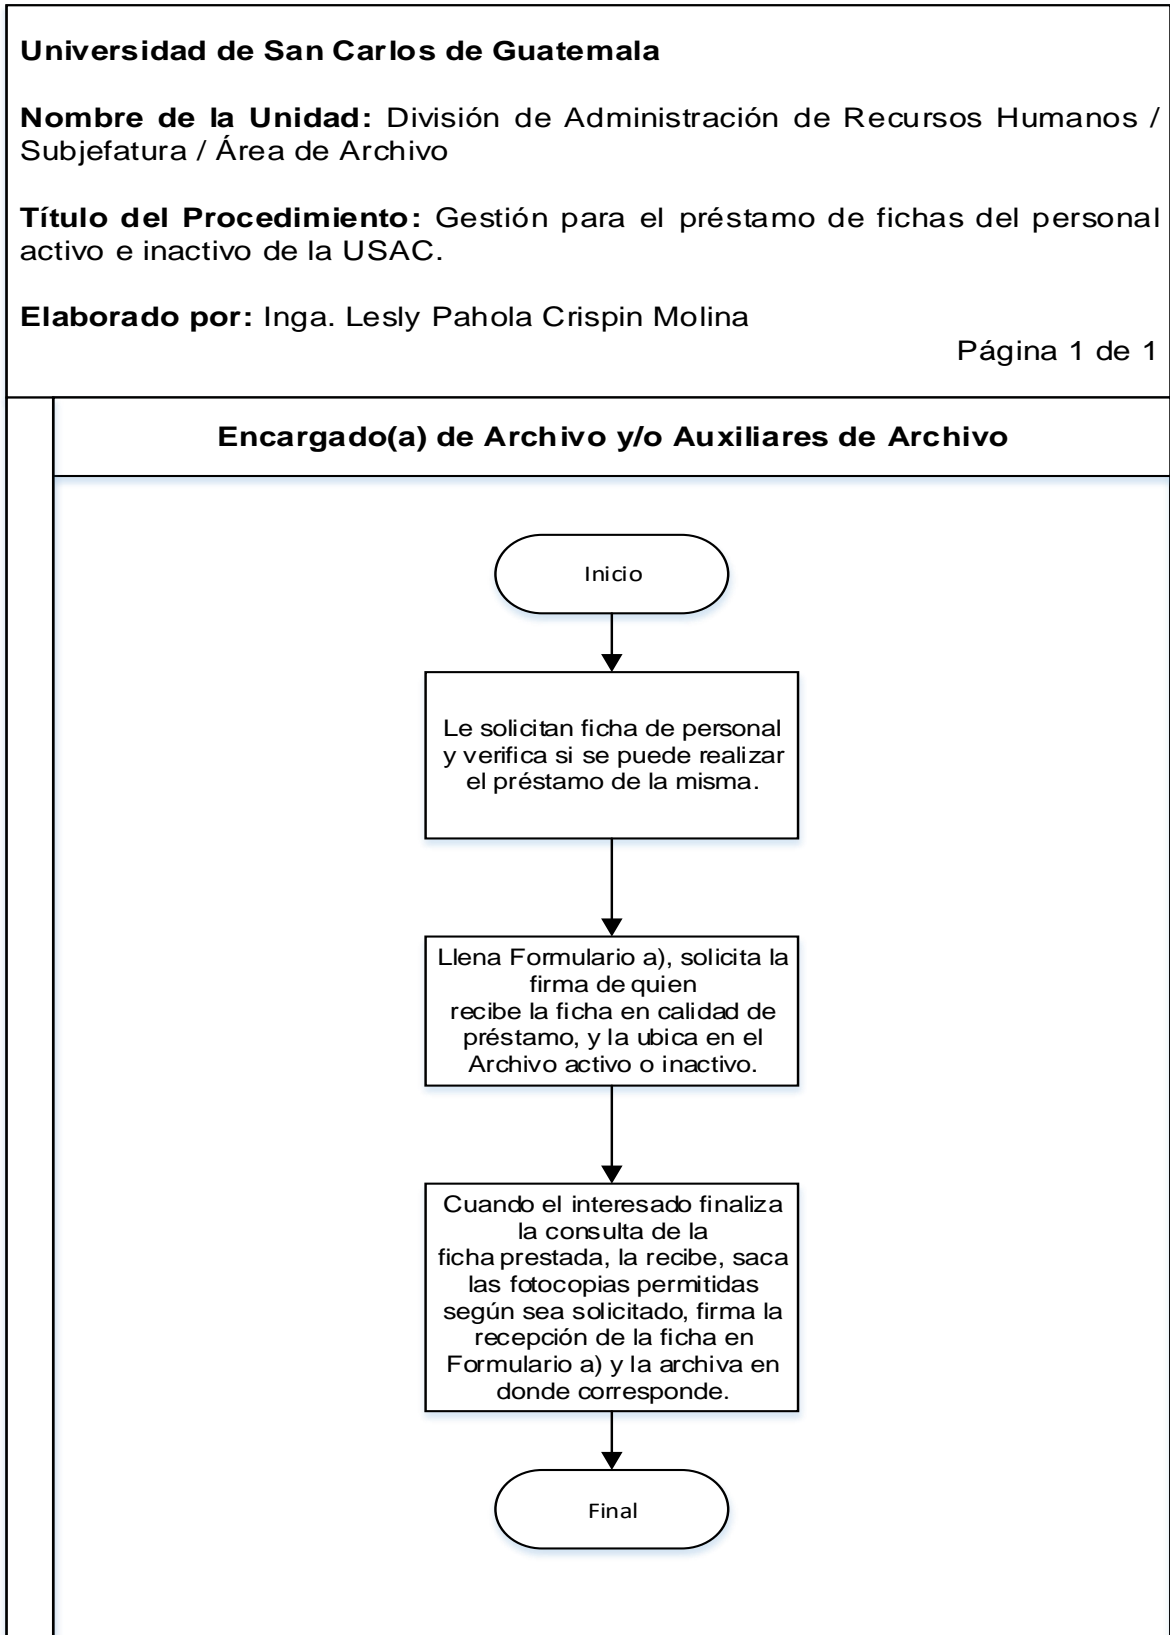 Universidad de San Carlos de Guatemala
Nombre de la Unidad: División de Administración de Recursos Humanos /
Subjefatura / Área de Archivo
Título del Procedimiento: Gestión para el préstamo de fichas del personal
activo e inactivo de la USAC.
Elaborado por: Inga. Lesly Pahola Crispin Molina
Página 1 de 1
Encargado(a) de Archivo y/o Auxiliares de Archivo
Inicio
Le solicitan ficha de personal
y verifica si se puede realizar
el préstamo de la misma.
Llena Formulario a), solicita la
firma de quien
recibe la ficha en calidad de
préstamo, y la ubica en el
Archivo activo o inactivo.
Cuando el interesado finaliza
la consulta de la
ficha prestada, la recibe, saca
las fotocopias permitidas
según sea solicitado, firma la
recepción de la ficha en
Formulario a) y la archiva en
donde corresponde.
Final